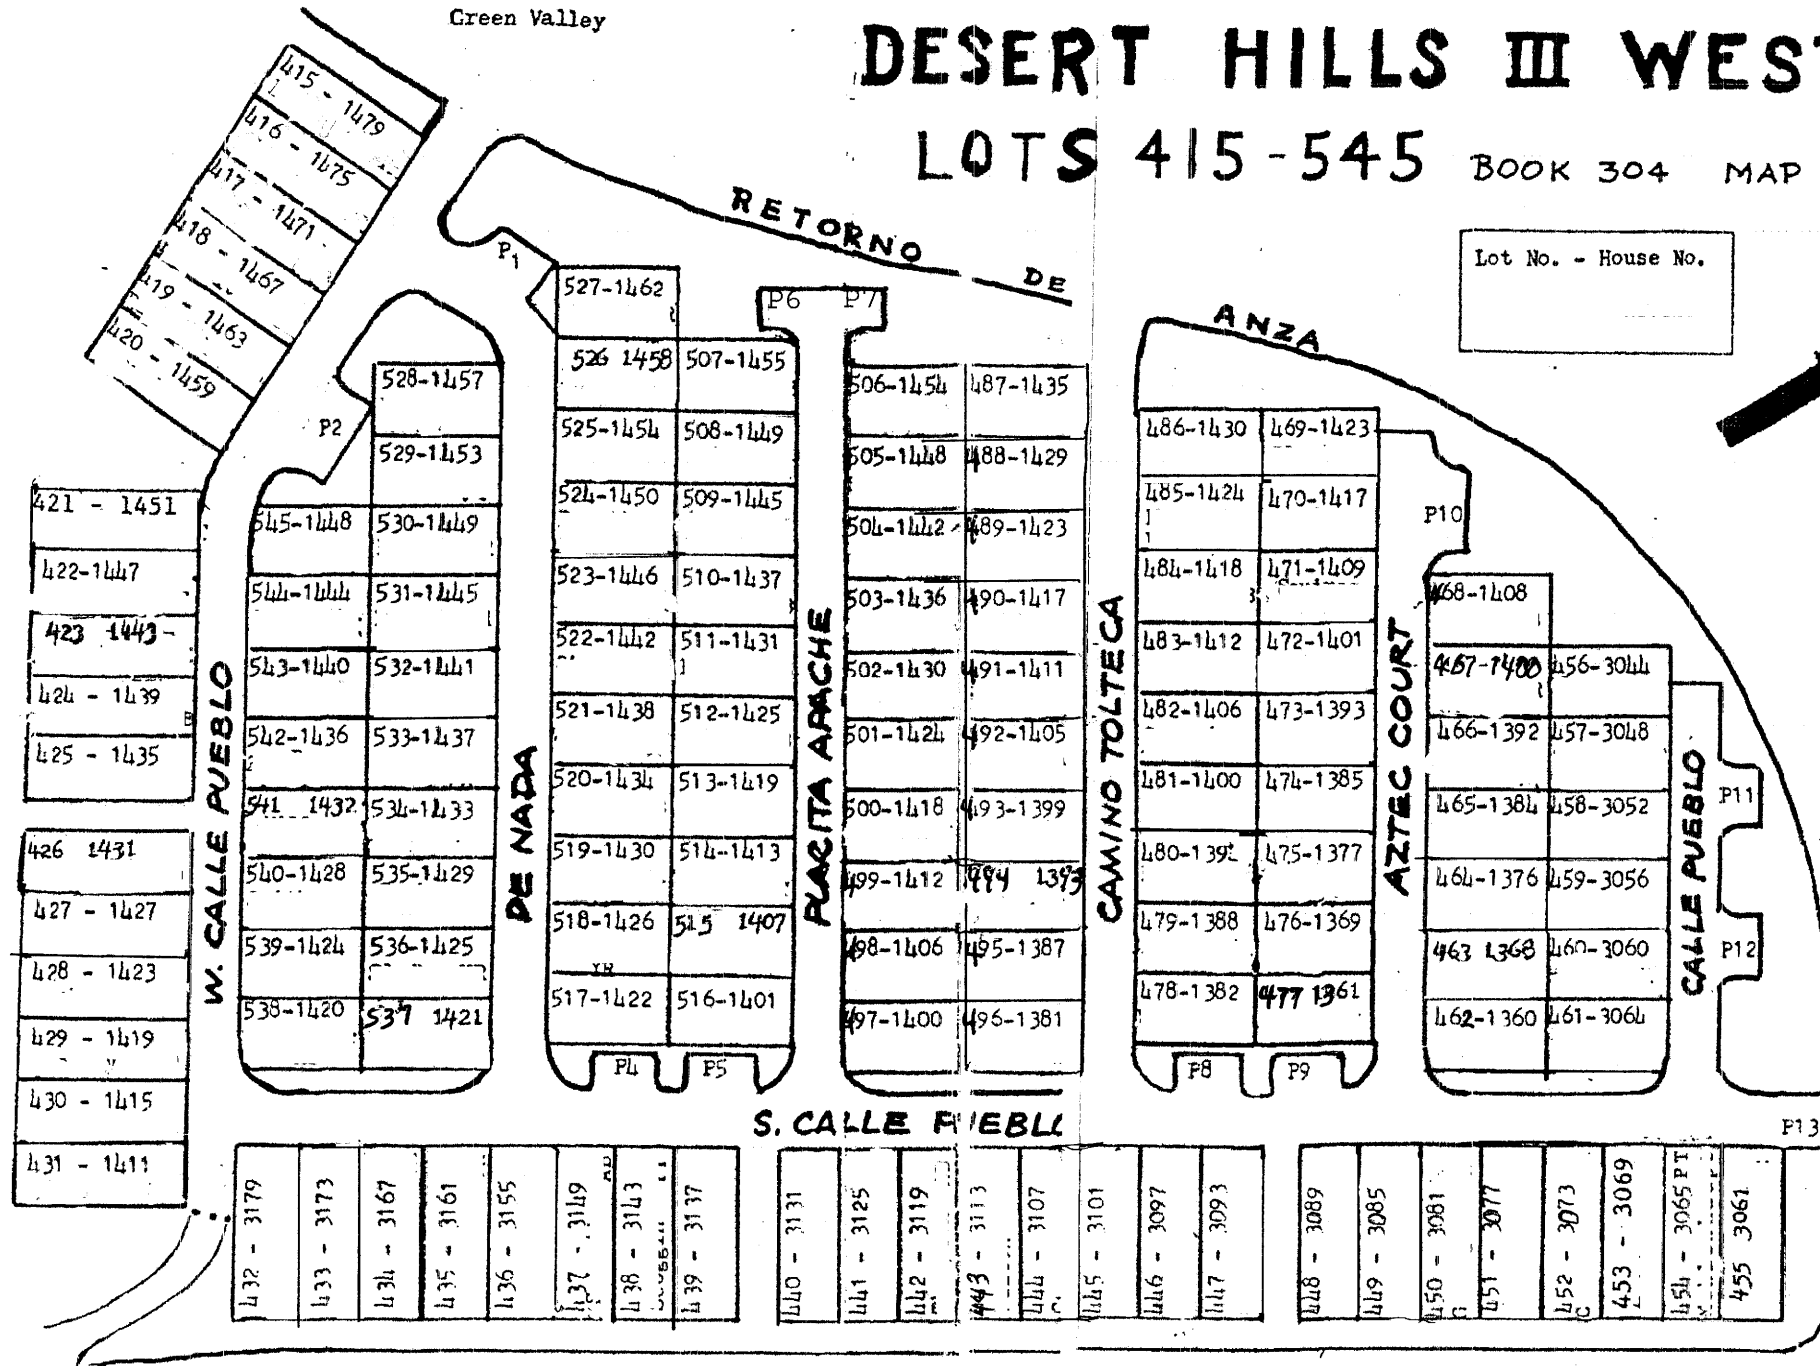 Green Valley
DESERT HILLS III WEST
LOTS 415-545 BOOK 304 MAP
RETORNO DE ANZA
Lot No. - House No.
415 - 1479
416 - 1475
417 - 1471
418 - 1467
419 - 1463
420 - 1459
421 - 1451
422-1447
423 1443-
424 - 1439
425 - 1435
426 1431
427 - 1427
428 - 1423
429 - 1419
430 - 1415
431 - 1411
W. CALLE PUEBLO
P1
P2
545-1448
544-1444
543-1440
542-1436
541 1432
540-1428
539-1424
538-1420
528-1457
529-1453
530-1449
531-1445
532-1441
533-1437
534-1433
535-1429
536-1425
537 1421
DE NADA
527-1462
526 1458
525-1454
524-1450
523-1446
522-1442
521-1438
520-1434
519-1430
518-1426
517-1422
507-1455
508-1449
509-1445
510-1437
511-1431
512-1425
513-1419
514-1413
515 1407
516-1401
P4
P5
P6
P7
PLACITA APACHE
506-1454
505-1448
504-1442
503-1436
502-1430
501-1424
500-1418
499-1412
498-1406
497-1400
487-1435
488-1429
489-1423
490-1417
491-1411
492-1405
493-1399
494 1393
495-1387
496-1381
CAMINO TOLTECA
486-1430
485-1424
484-1418
483-1412
482-1406
481-1400
480-139
479-1388
478-1382
469-1423
470-1417
471-1409
472-1401
473-1393
474-1385
475-1377
476-1369
477 1361
P8
P9
P10
AZTEC COURT
468-1408
467-1400
466-1392
465-1384
464-1376
463 1368
462-1360
456-3044
457-3048
458-3052
459-3056
460-3060
461-3064
CALLE PUEBLO
P11
P12
P13
S. CALLE PUEBLO
432 - 3179
433 - 3173
434 - 3167
435 - 3161
436 - 3155
437 - 3149
438 - 3143
439 - 3137
440 - 3131
441 - 3125
442 - 3119
443 - 3113
444 - 3107
445 - 3101
446 - 3097
447 - 3093
448 - 3089
449 - 3085
450 - 3081
451 - 3077
452 - 3073
453 - 3069
454 - 3065 PT
455 3061